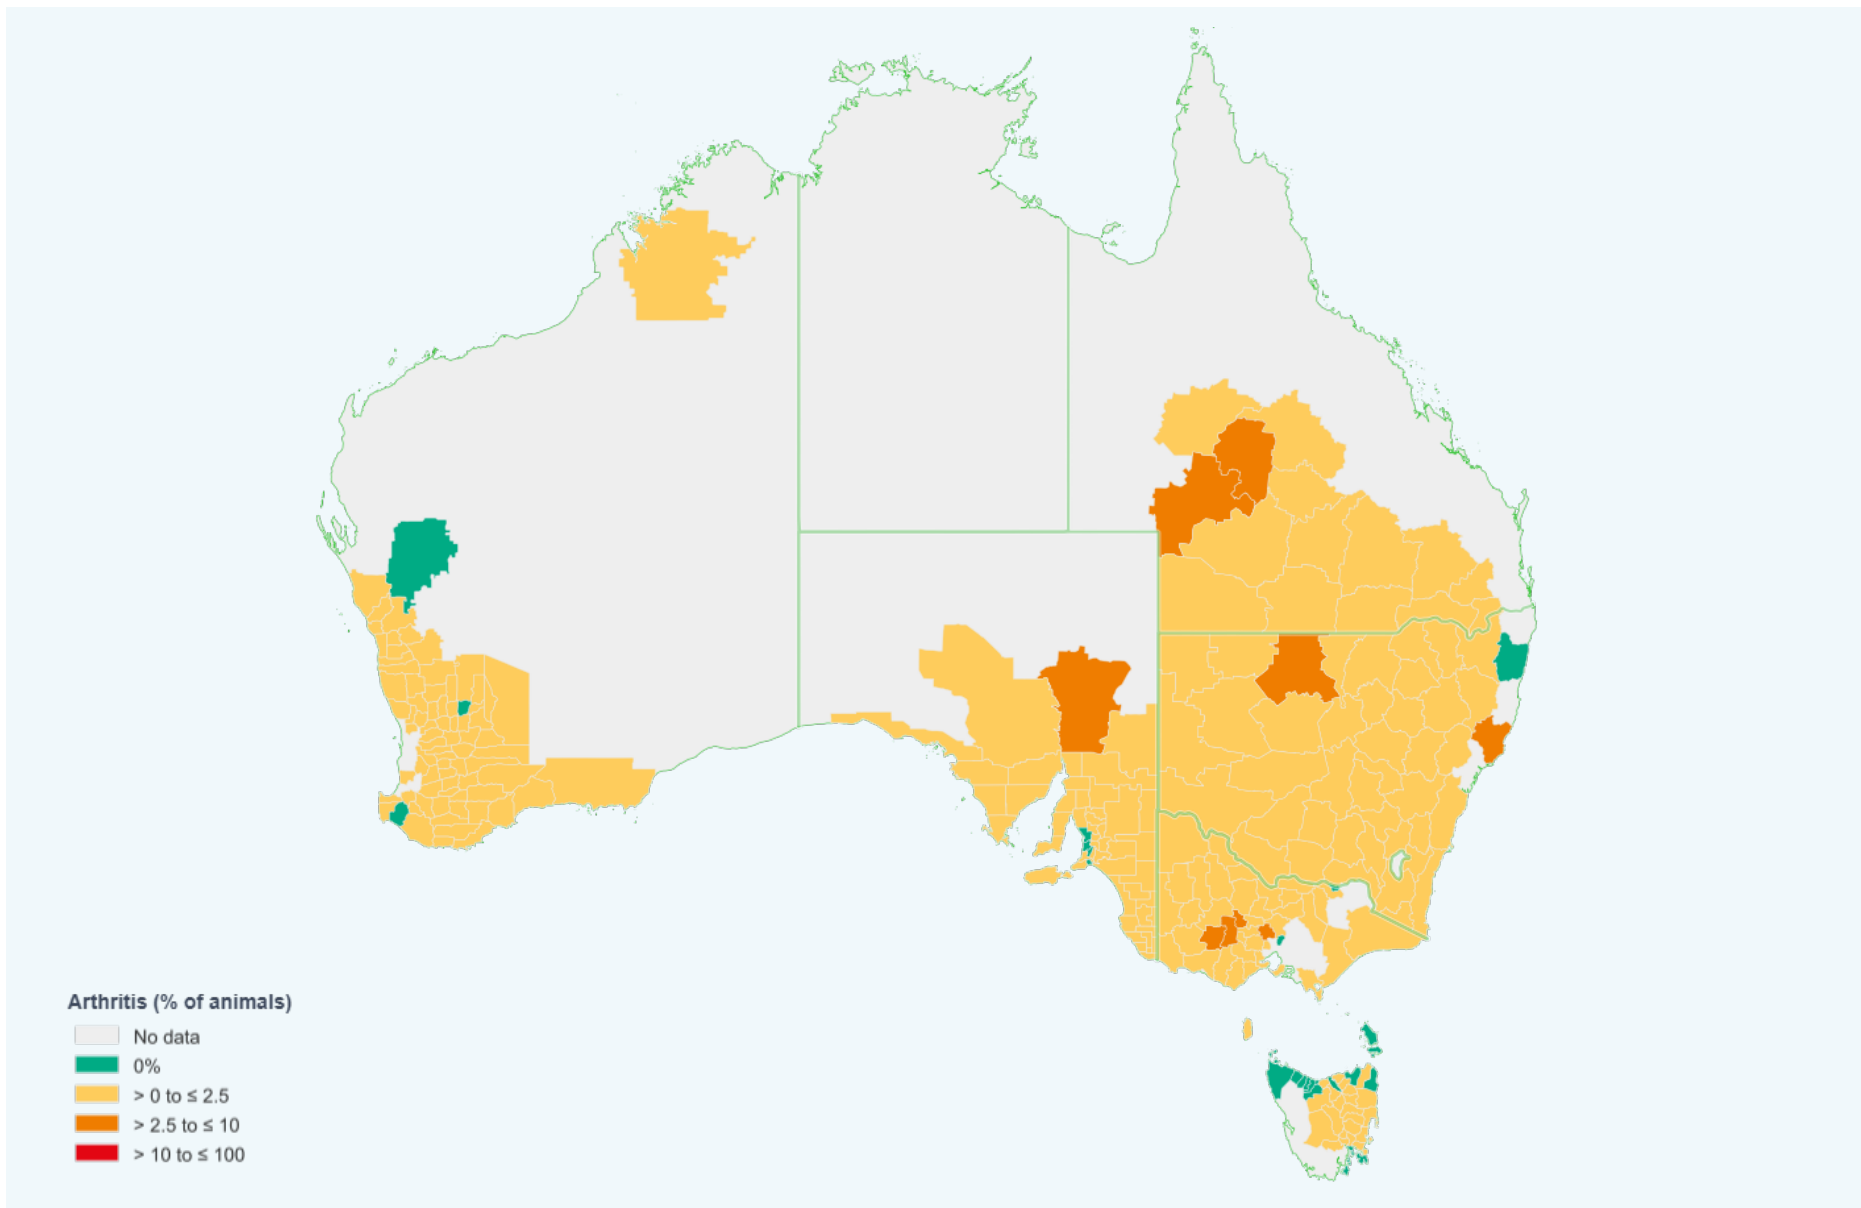 Arthritis (% of animals)
No data
0%
> 0 to ≤ 2.5
> 2.5 to ≤ 10
> 10 to ≤ 100